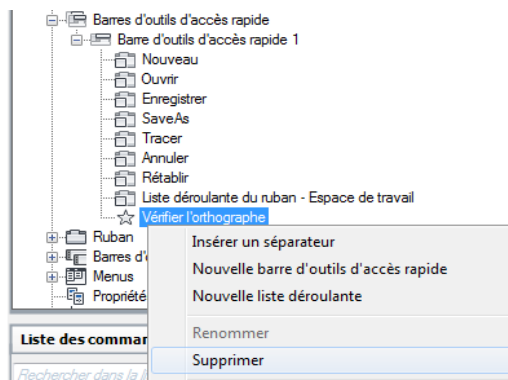 Barres d'outils d'accès rapide
Barre d'outils d'accès rapide 1
Nouveau
Ouvrir
Enregistrer
SaveAs
Tracer
Annuler
Rétablir
Liste déroulante du ruban - Espace de travail
Vérifier l'orthographe
Ruban
Insérer un séparateur
Barres d'
Nouvelle barre d'outils d'accès rapide
Menus
Nouvelle liste déroulante
Propriété
Renommer
Liste des comman
Supprimer
Rechercher dans la